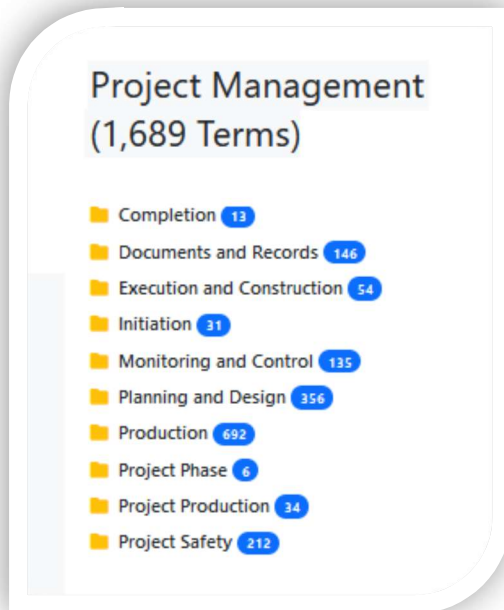 Project Management
(1,689 Terms)
Completion 13
Documents and Records 146
Execution and Construction 54
Initiation 31
Monitoring and Control 135
Planning and Design 356
Production 692
Project Phase 6
Project Production 34
Project Safety 212